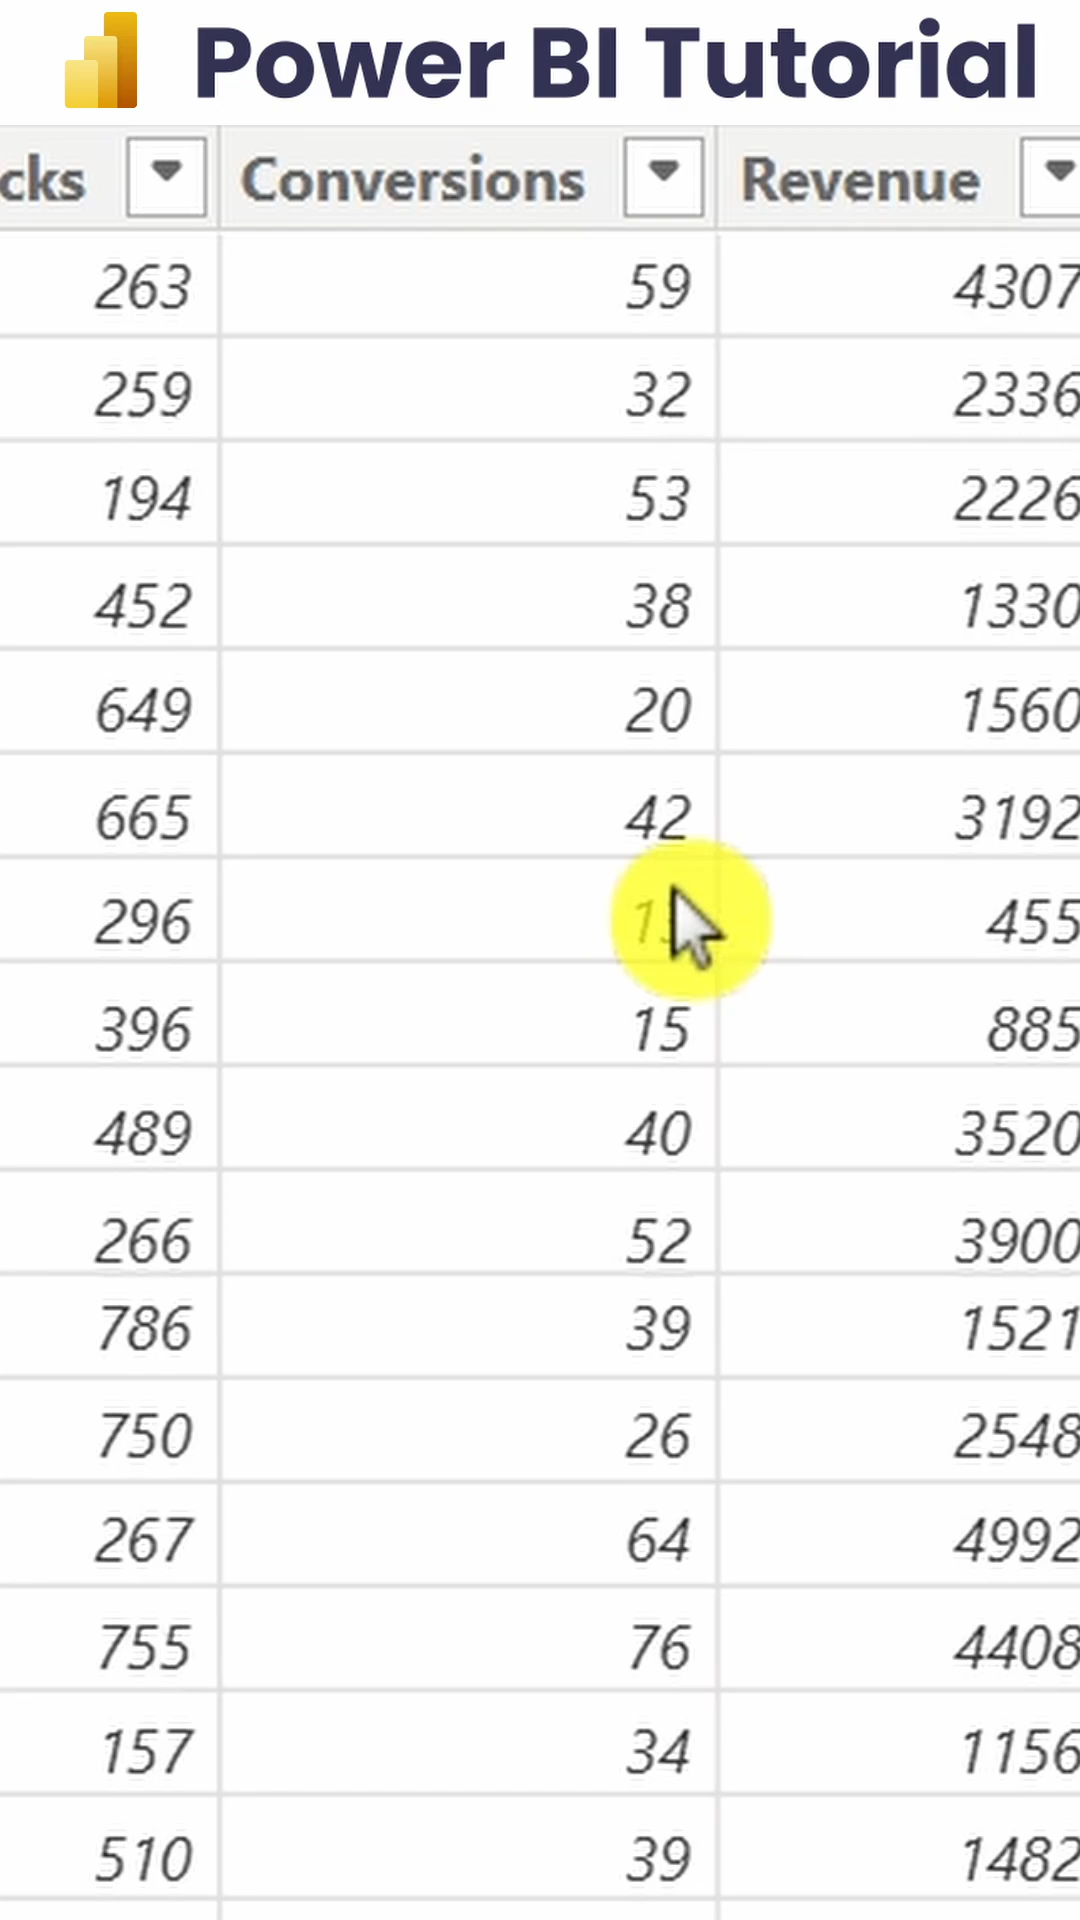 Power BI Tutorial
cks Conversions Revenue
263 59 4307
259 32 2336
194 53 2226
452 38 1330
649 20 1560
665 42 3192
296 455
396 15 885
489 40 3520
266 52 3900
786 39 1521
750 26 2548
267 64 4992
755 76 4408
157 34 1156
510 39 1482